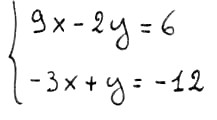 9x - 2y = 6
-3x + y = -12